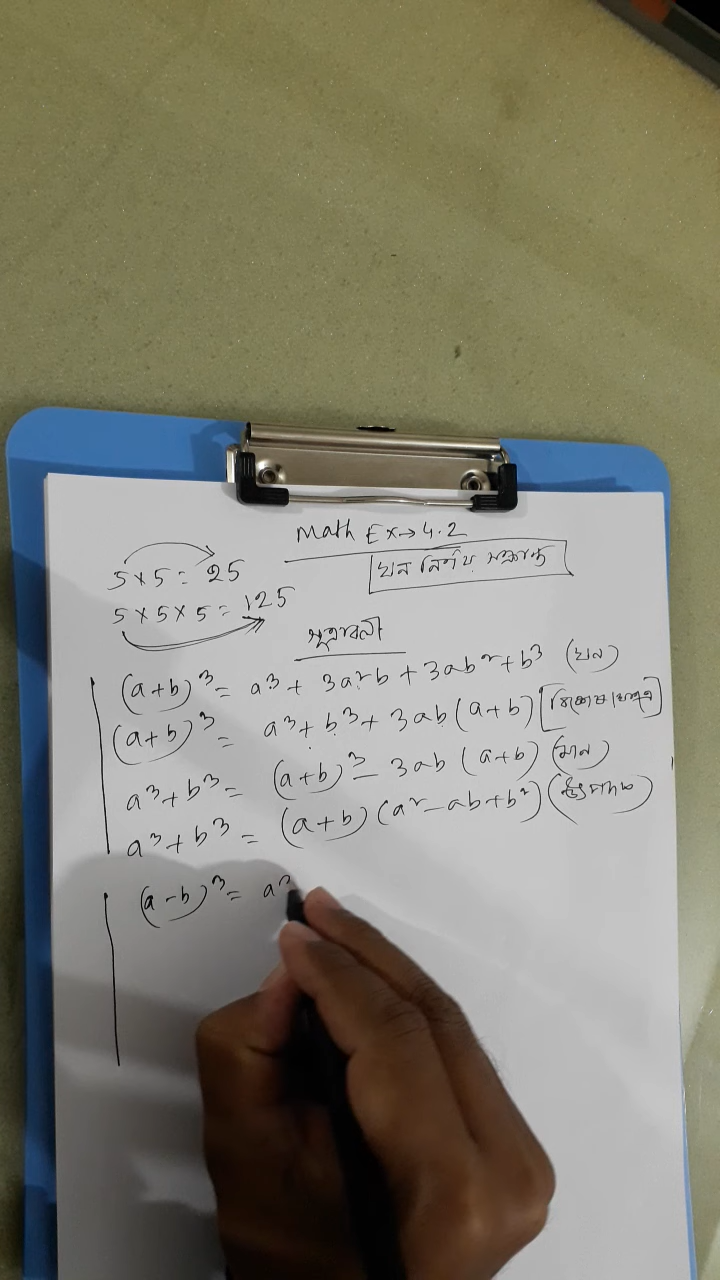 Math Ex→4.2
ঘন নির্ণয় সংক্রান্ত
5×5 = 25
5×5×5 = 125
সূত্রাবলী
(a+b)³ = a³ + 3a²b + 3ab² + b³ (ঘন)
(a+b)³ = a³ + b³ + 3ab (a+b)
a³+b³ = (a+b)³ − 3ab (a+b) (মান)
a³+b³ = (a+b) (a²−ab+b²) (উৎপাদক)
(a−b)³ = a³